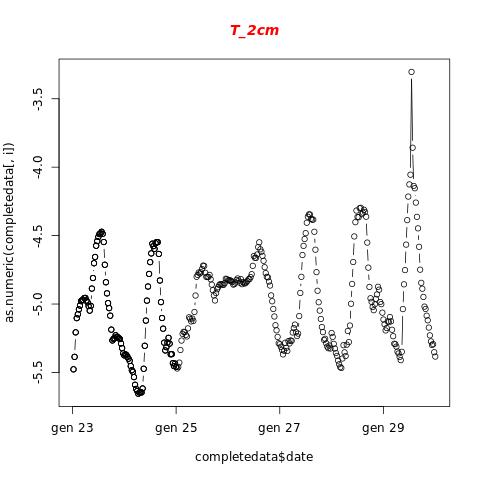 T_2cm
as.numeric(completedata[, i])
-3.5
-4.0
-4.5
-5.0
-5.5
gen 23
gen 25
gen 27
gen 29
completedata$date